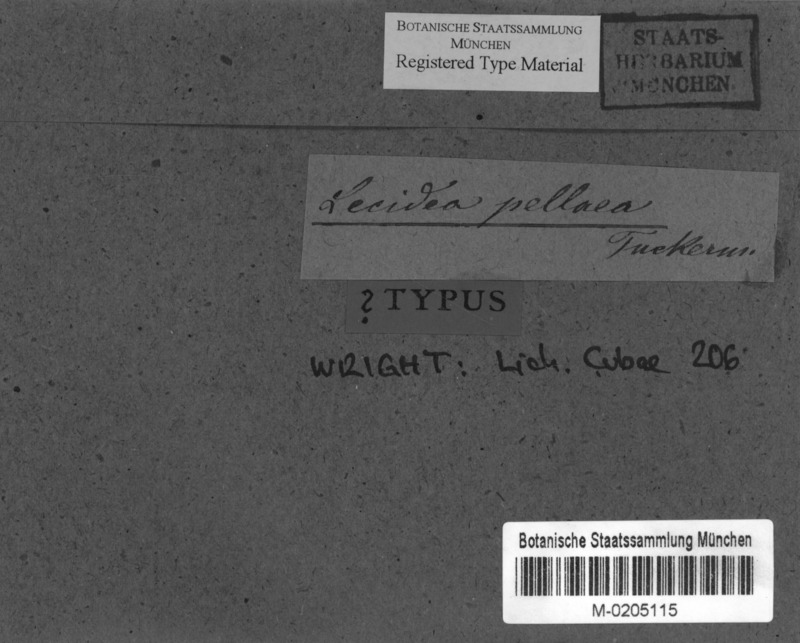 BOTANISCHE STAATSSAMMLUNG
MÜNCHEN
Registered Type Material
STAATS-
HERBARIUM
MÜNCHEN.
Lecidea pellaea
Tuckerm.
? TYPUS
WRIGHT: Lich. Cubae 206
Botanische Staatssammlung München
M-0205115